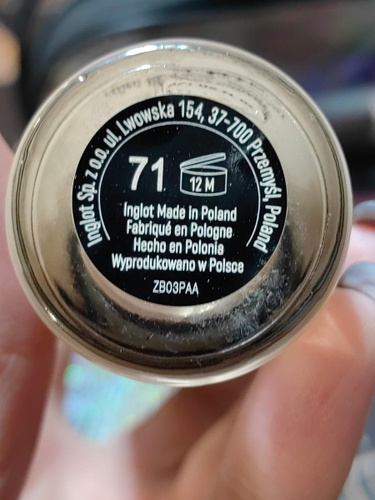 Inglot Sp. z o.o. ul. Lwowska 154, 37-700 Przemyśl, Poland
71
12 M
Inglot Made in Poland
Fabriqué en Pologne
Hecho en Polonia
Wyprodukowano w Polsce
ZB03PAA